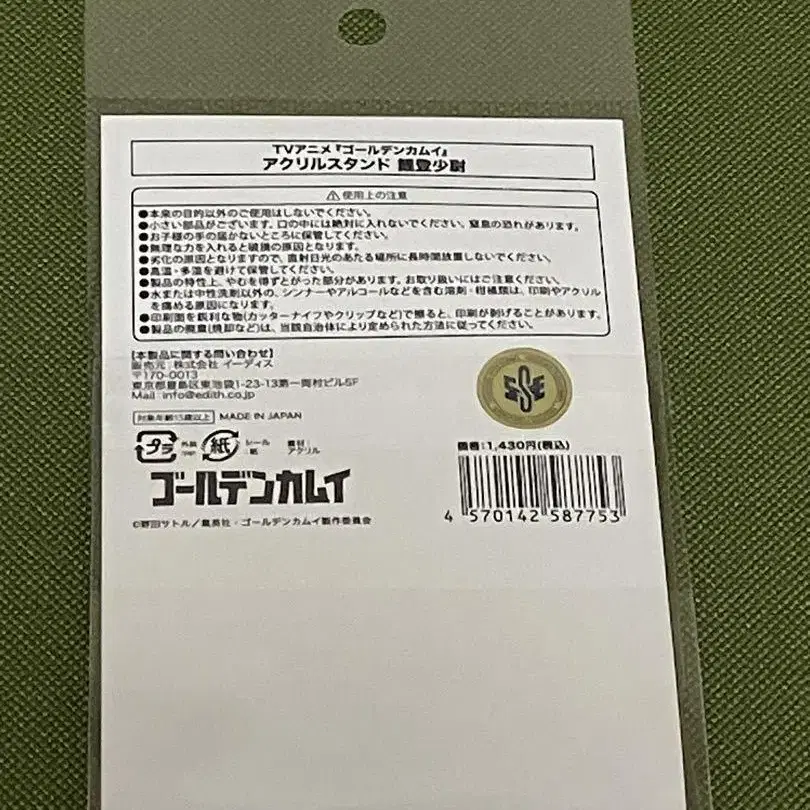 TVアニメ『ゴールデンカムイ』
アクリルスタンド 鯉登少尉
⚠使用上の注意
●本来の目的以外のご使用はしないでください。
●小さい部品がございます。口の中には絶対に入れないでください。窒息の恐れがあります。
●お子様の手の届かないところに保管してください。
●無理な力を入れると破損の原因となります。
●劣化の原因となりますので、直射日光のあたる場所に長時間放置しないでください。
●高温・多湿を避けて保管してください。
●製品の特性上、やむを得ずとがった部分があります。お取り扱いにはご注意ください。
●水または中性洗剤以外の、シンナーやアルコールなどを含む溶剤・柑橘類は、印刷やアクリル
を痛める原因になります。
●印刷面を鋭利な物(カッターナイフやクリップなど)で擦ると、印刷が剥げることがあります。
●製品の廃棄(焼却など)は、当該自治体により定められた方法に従ってください。
【本製品に関する問い合わせ】
販売元:株式会社 イーディス
〒170-0013
東京都豊島区東池袋1-23-13第一岡村ビル5F
Mail:info@edith.co.jp
対象年齢15歳以上 MADE IN JAPAN
プラ 外装:OPP 紙 シール:紙 素材:アクリル
ゴールデンカムイ
©野田サトル/集英社・ゴールデンカムイ製作委員会
価格:1,430円(税込)
4 570142 587753